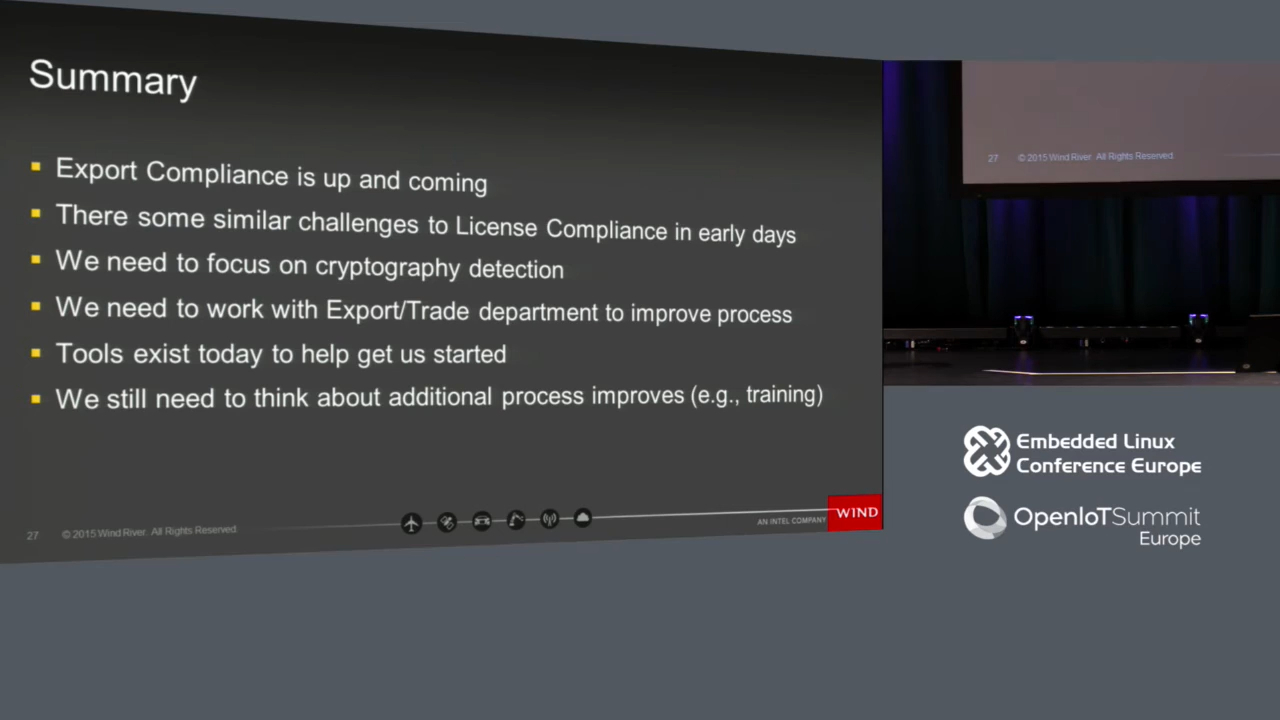 Summary
Export Compliance is up and coming
There some similar challenges to License Compliance in early days
We need to focus on cryptography detection
We need to work with Export/Trade department to improve process
Tools exist today to help get us started
We still need to think about additional process improves (e.g., training)
27 © 2015 Wind River. All Rights Reserved.
AN INTEL COMPANY
WIND
27 © 2015 Wind River. All Rights Reserved.
Embedded Linux
Conference Europe
OpenIoTSummit
Europe